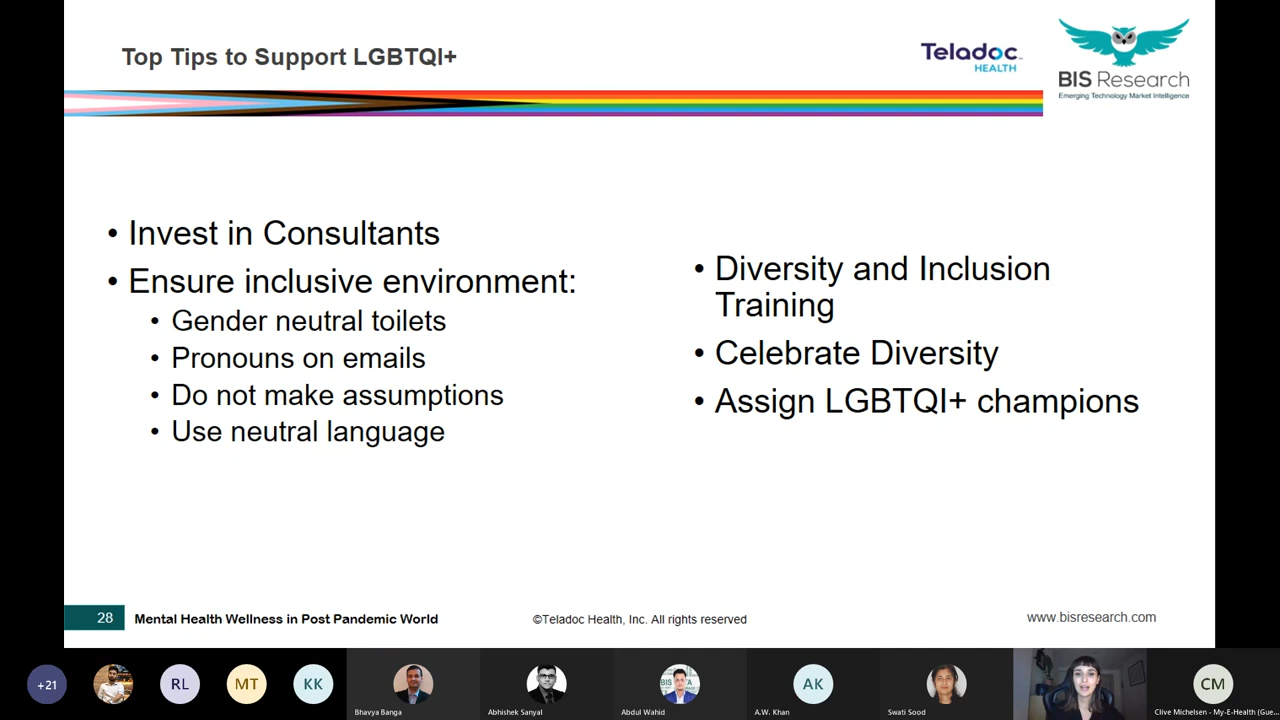 Top Tips to Support LGBTQI+
Teladoc
HEALTH
BIS Research
Emerging Technology Market Intelligence
• Invest in Consultants
• Ensure inclusive environment:
• Gender neutral toilets
• Pronouns on emails
• Do not make assumptions
• Use neutral language
• Diversity and Inclusion
Training
• Celebrate Diversity
• Assign LGBTQI+ champions
28
Mental Health Wellness in Post Pandemic World
©Teladoc Health, Inc. All rights reserved
www.bisresearch.com
+21
RL
MT
KK
Bhavya Banga
Abhishek Sanyal
BIS
Abdul Wahid
AK
A.W. Khan
Swati Sood
CM
Clive Michelsen - My-E-Health (Gue...